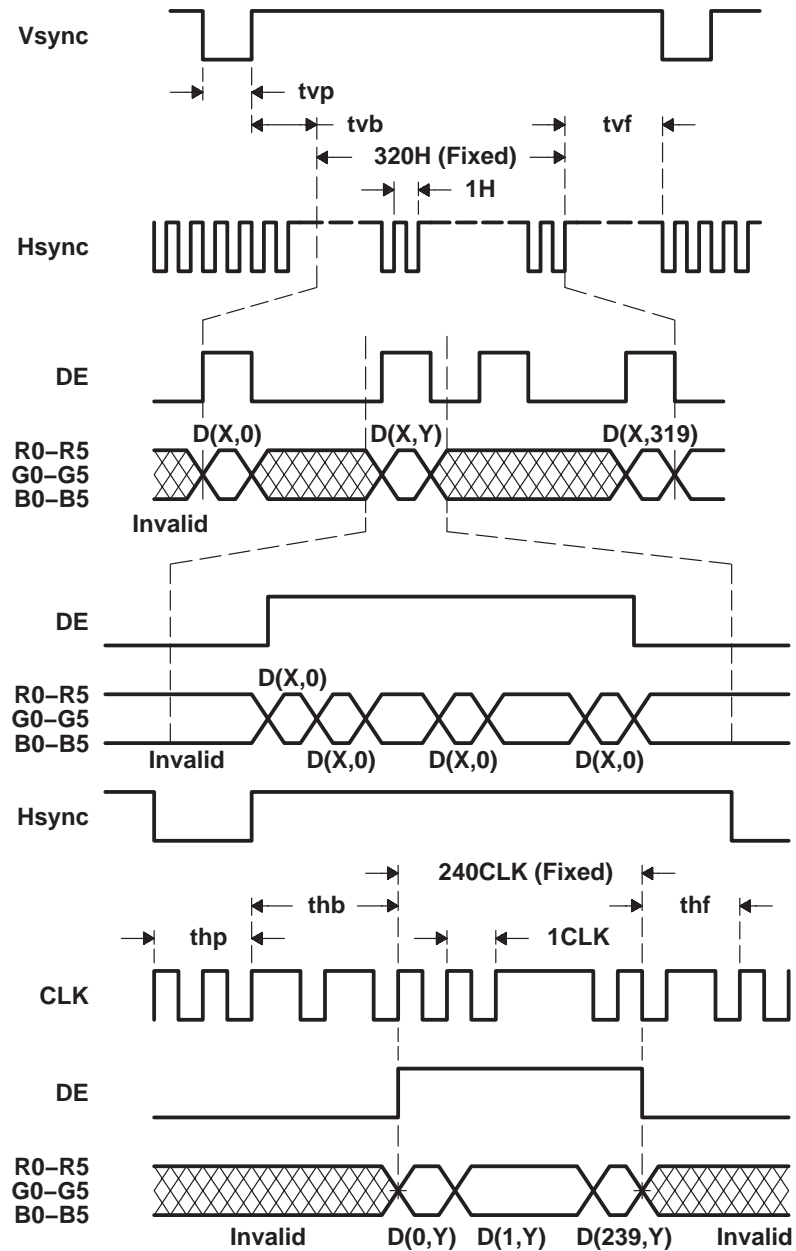 Vsync
tvp
tvb
tvf
320H (Fixed)
1H
Hsync
DE
D(X,0)
D(X,Y)
D(X,319)
R0–R5
G0–G5
B0–B5
Invalid
DE
D(X,0)
R0–R5
G0–G5
B0–B5
Invalid
D(X,0)
D(X,0)
D(X,0)
Hsync
240CLK (Fixed)
thb
thf
thp
1CLK
CLK
DE
R0–R5
G0–G5
B0–B5
Invalid
D(0,Y)
D(1,Y)
D(239,Y)
Invalid